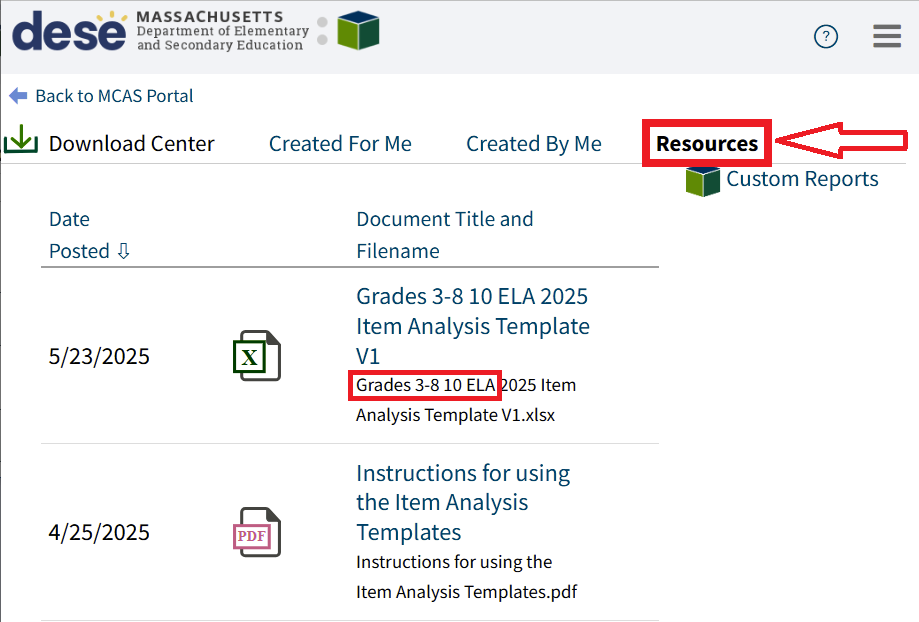 dese
MASSACHUSETTS
Department of Elementary
and Secondary Education
?
Back to MCAS Portal
Download Center
Created For Me
Created By Me
Resources
Custom Reports
Date
Posted ⇩
Document Title and
Filename
5/23/2025
X
Grades 3-8 10 ELA 2025
Item Analysis Template
V1
Grades 3-8 10 ELA 2025 Item
Analysis Template V1.xlsx
4/25/2025
PDF
Instructions for using
the Item Analysis
Templates
Instructions for using the
Item Analysis Templates.pdf